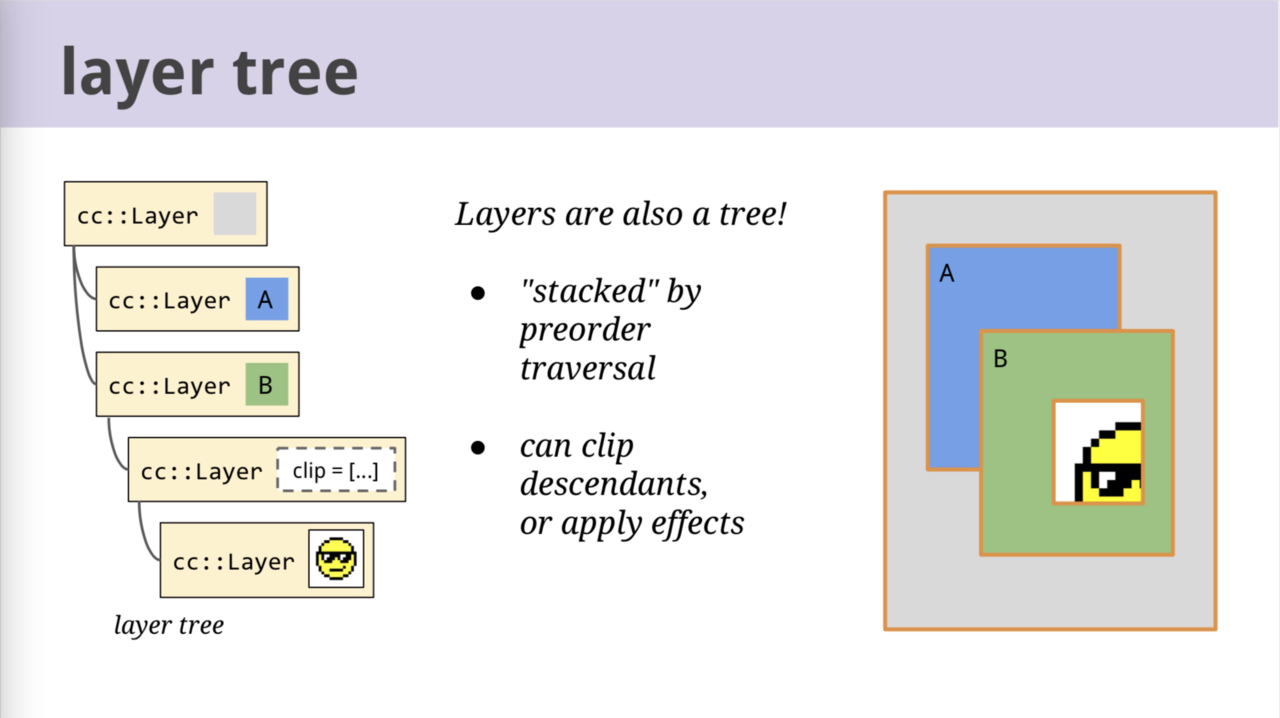 layer tree
cc::Layer
cc::Layer A
cc::Layer B
cc::Layer clip = [...]
cc::Layer
layer tree
Layers are also a tree!
● "stacked" by
preorder
traversal
● can clip
descendants,
or apply effects
A
B